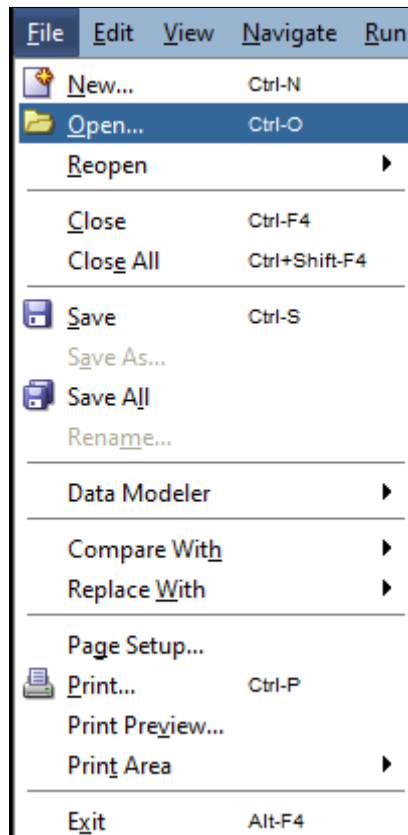 File Edit View Navigate Run
New... Ctrl-N
Open... Ctrl-O
Reopen
Close Ctrl-F4
Close All Ctrl+Shift-F4
Save Ctrl-S
Save As...
Save All
Rename...
Data Modeler
Compare With
Replace With
Page Setup...
Print... Ctrl-P
Print Preview...
Print Area
Exit Alt-F4